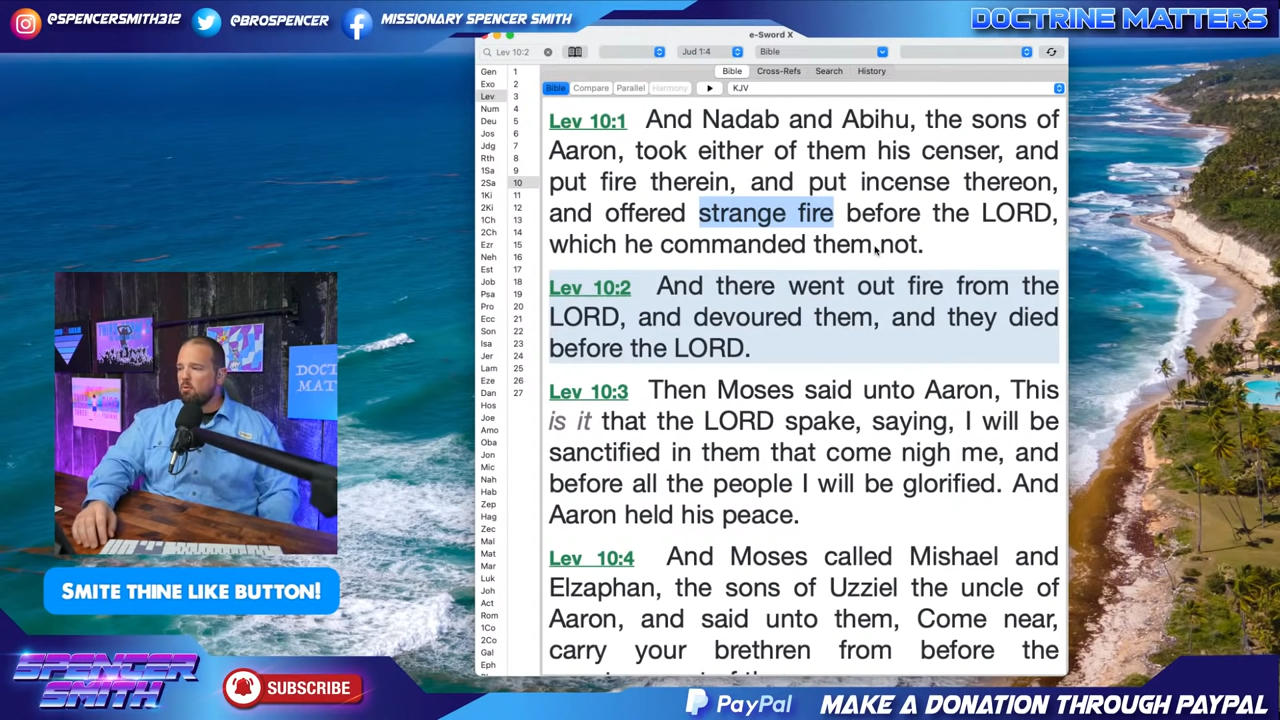 @SPENCERSMITH312 @BROSPENCER MISSIONARY SPENCER SMITH
DOCTRINE MATTERS
e-Sword X
Lev 10:2 Jud 1:4 Bible
Bible Cross-Refs Search History
Bible Compare Parallel Harmony KJV
Gen 1
Exo 2
Lev 3
Num 4
Deu 5
Jos 6
Jdg 7
Rth 8
1Sa 9
2Sa 10
1Ki 11
2Ki 12
1Ch 13
2Ch 14
Ezr 15
Neh 16
Est 17
Job 18
Psa 19
Pro 20
Ecc 21
Son 22
Isa 23
Jer 24
Lam 25
Eze 26
Dan 27
Hos
Joe
Amo
Oba
Jon
Mic
Nah
Hab
Zep
Hag
Zec
Mal
Mat
Mar
Luk
Joh
Act
Rom
1Co
2Co
Gal
Eph
Lev 10:1 And Nadab and Abihu, the sons of
Aaron, took either of them his censer, and
put fire therein, and put incense thereon,
and offered strange fire before the LORD,
which he commanded them not.
Lev 10:2 And there went out fire from the
LORD, and devoured them, and they died
before the LORD.
Lev 10:3 Then Moses said unto Aaron, This
is it that the LORD spake, saying, I will be
sanctified in them that come nigh me, and
before all the people I will be glorified. And
Aaron held his peace.
Lev 10:4 And Moses called Mishael and
Elzaphan, the sons of Uzziel the uncle of
Aaron, and said unto them, Come near,
carry your brethren from before the
DOCT
MAT
SMITE THINE LIKE BUTTON!
SPENCER
SMITH
SUBSCRIBE
PayPal MAKE A DONATION THROUGH PAYPAL